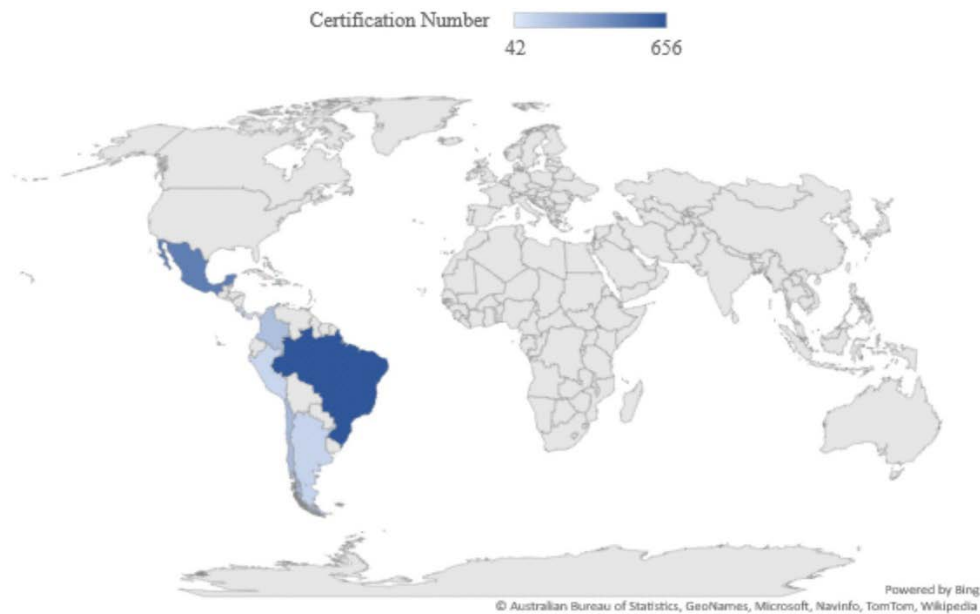 Certification Number
42 656
Powered by Bing
© Australian Bureau of Statistics, GeoNames, Microsoft, Navinfo, TomTom, Wikipedia